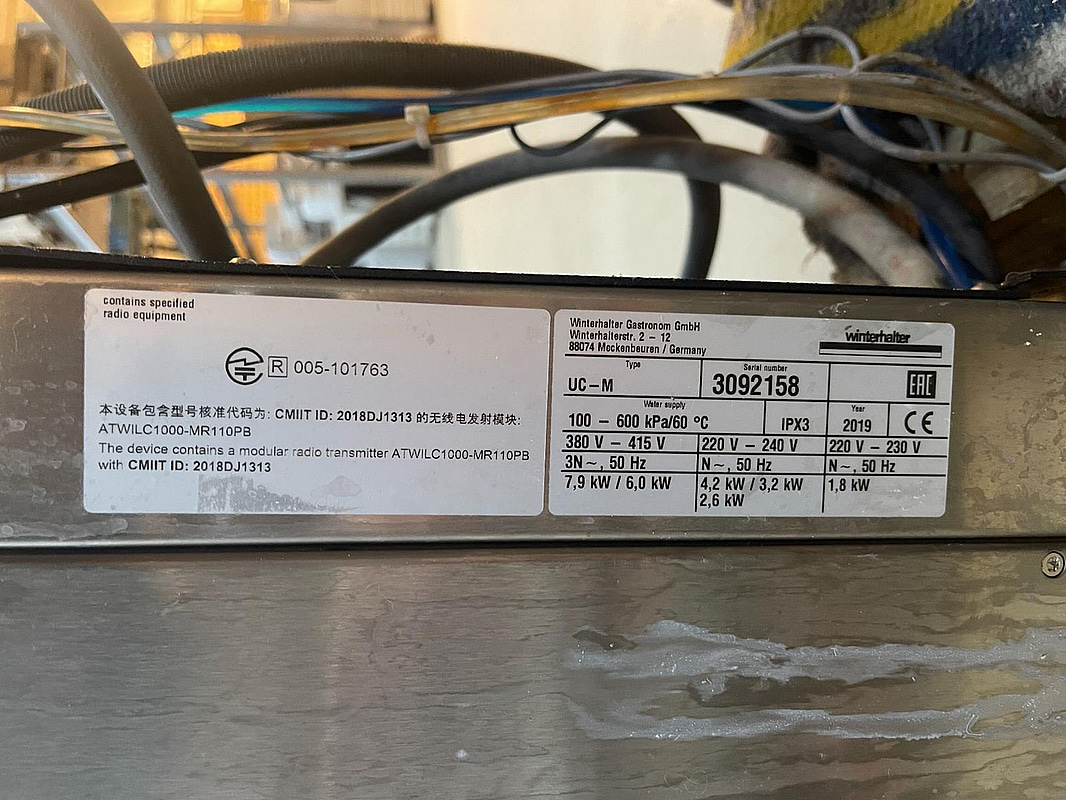 contains specified
radio equipment
R 005-101763
本设备包含型号核准代码为: CMIIT ID: 2018DJ1313 的无线电发射模块:
ATWILC1000-MR110PB
The device contains a modular radio transmitter ATWILC1000-MR110PB
with CMIIT ID: 2018DJ1313
Winterhalter Gastronom GmbH
Winterhalterstr. 2 – 12
88074 Meckenbeuren / Germany
winterhalter
Type
UC–M
Serial number
3092158
EAC
Water supply
100 – 600 kPa/60 °C
IPX3
Year
2019
CE
380 V – 415 V
220 V – 240 V
220 V – 230 V
3N~, 50 Hz
N~, 50 Hz
N~, 50 Hz
7,9 kW / 6,0 kW
4,2 kW / 3,2 kW
2,6 kW
1,8 kW